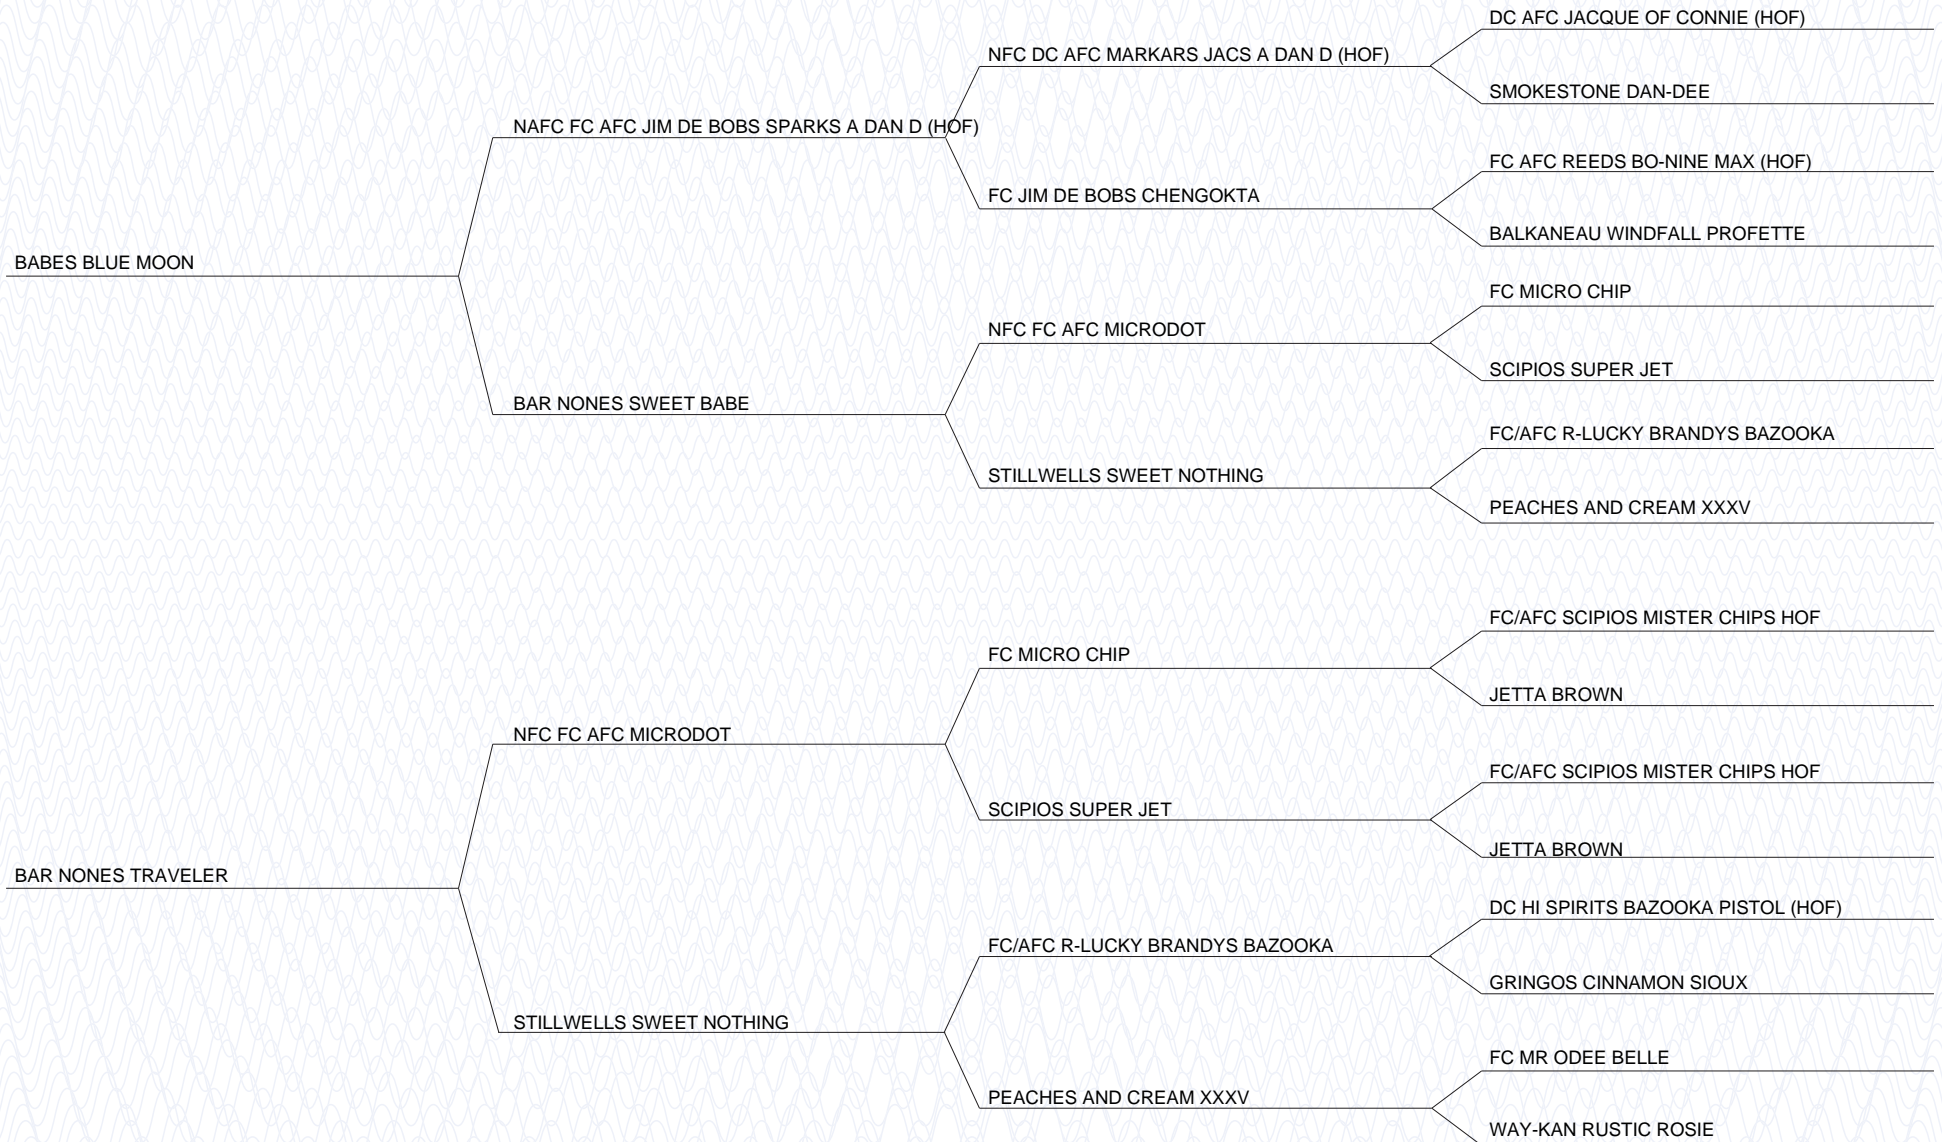 DC AFC JACQUE OF CONNIE (HOF)
NFC DC AFC MARKARS JACS A DAN D (HOF)
SMOKESTONE DAN-DEE
NAFC FC AFC JIM DE BOBS SPARKS A DAN D (HOF)
FC AFC REEDS BO-NINE MAX (HOF)
FC JIM DE BOBS CHENGOKTA
BALKANEAU WINDFALL PROFETTE
BABES BLUE MOON
FC MICRO CHIP
NFC FC AFC MICRODOT
SCIPIOS SUPER JET
BAR NONES SWEET BABE
FC/AFC R-LUCKY BRANDYS BAZOOKA
STILLWELLS SWEET NOTHING
PEACHES AND CREAM XXXV
FC/AFC SCIPIOS MISTER CHIPS HOF
FC MICRO CHIP
JETTA BROWN
NFC FC AFC MICRODOT
FC/AFC SCIPIOS MISTER CHIPS HOF
SCIPIOS SUPER JET
JETTA BROWN
BAR NONES TRAVELER
DC HI SPIRITS BAZOOKA PISTOL (HOF)
FC/AFC R-LUCKY BRANDYS BAZOOKA
GRINGOS CINNAMON SIOUX
STILLWELLS SWEET NOTHING
FC MR ODEE BELLE
PEACHES AND CREAM XXXV
WAY-KAN RUSTIC ROSIE